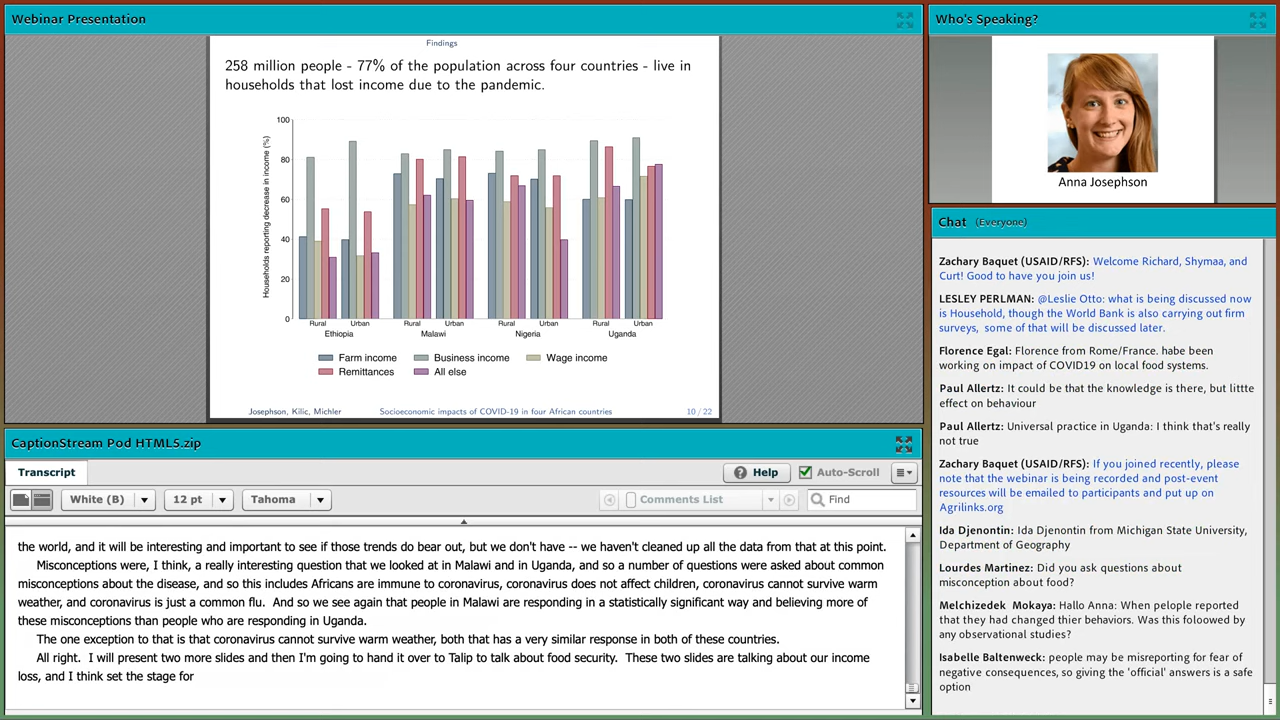 Webinar Presentation
Findings
258 million people - 77% of the population across four countries - live in
households that lost income due to the pandemic.
Households reporting decrease in income (%)
100
80
60
40
20
0
Rural Urban Rural Urban Rural Urban Rural Urban
Ethiopia Malawi Nigeria Uganda
Farm income Business income Wage income
Remittances All else
Josephson, Kilic, Michler Socioeconomic impacts of COVID-19 in four African countries 10 / 22
Who's Speaking?
Anna Josephson
Chat (Everyone)
Zachary Baquet (USAID/RFS): Welcome Richard, Shymaa, and
Curt! Good to have you join us!
LESLEY PERLMAN: @Leslie Otto: what is being discussed now
is Household, though the World Bank is also carrying out firm
surveys, some of that will be discussed later.
Florence Egal: Florence from Rome/France. habe been
working on impact of COVID19 on local food systems.
Paul Allertz: It could be that the knowledge is there, but littte
effect on behaviour
Paul Allertz: Universal practice in Uganda: I think that's really
not true
Zachary Baquet (USAID/RFS): If you joined recently, please
note that the webinar is being recorded and post-event
resources will be emailed to participants and put up on
Agrilinks.org
Ida Djenontin: Ida Djenontin from Michigan State University,
Department of Geography
Lourdes Martinez: Did you ask questions about
misconception about food?
Melchizedek Mokaya: Hallo Anna: When pelople reported
that they had changed thier behaviors. Was this foloowed by
any observational studies?
Isabelle Baltenweck: people may be misreporting for fear of
negative consequences, so giving the 'official' answers is a safe
option
CaptionStream Pod HTML5.zip
Transcript
Help Auto-Scroll
White (B) 12 pt Tahoma Comments List Find
the world, and it will be interesting and important to see if those trends do bear out, but we don't have -- we haven't cleaned up all the data from that at this point.
Misconceptions were, I think, a really interesting question that we looked at in Malawi and in Uganda, and so a number of questions were asked about common
misconceptions about the disease, and so this includes Africans are immune to coronavirus, coronavirus does not affect children, coronavirus cannot survive warm
weather, and coronavirus is just a common flu. And so we see again that people in Malawi are responding in a statistically significant way and believing more of
these misconceptions than people who are responding in Uganda.
The one exception to that is that coronavirus cannot survive warm weather, both that has a very similar response in both of these countries.
All right. I will present two more slides and then I'm going to hand it over to Talip to talk about food security. These two slides are talking about our income
loss, and I think set the stage for